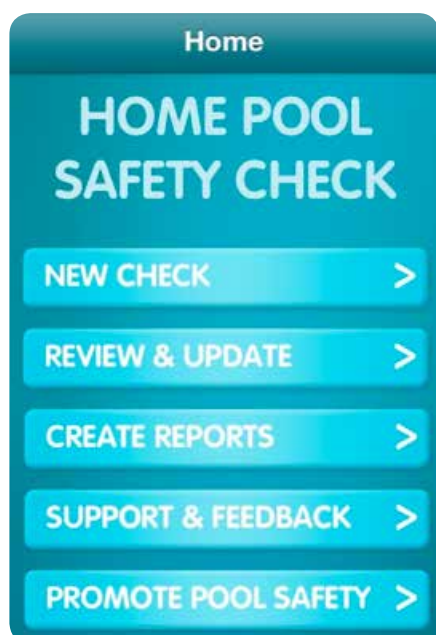 Home
HOME POOL
SAFETY CHECK
NEW CHECK >
REVIEW & UPDATE >
CREATE REPORTS >
SUPPORT & FEEDBACK >
PROMOTE POOL SAFETY >